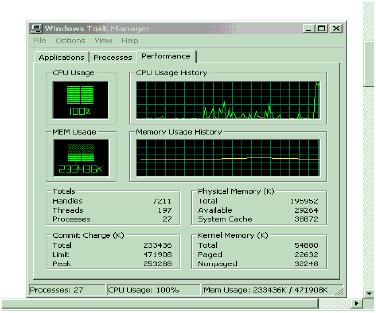 Windows Task Manager
File Options View Help
Applications Processes Performance
CPU Usage CPU Usage History
100%
MEM Usage Memory Usage History
233436K
Totals Physical Memory (K)
Handles 7211 Total 195952
Threads 197 Available 29264
Processes 27 System Cache 38872
Commit Charge (K) Kernel Memory (K)
Total 233436 Total 54880
Limit 471908 Paged 22632
Peak 253288 Nonpaged 32248
Processes: 27 CPU Usage: 100% Mem Usage: 233436K / 471908K